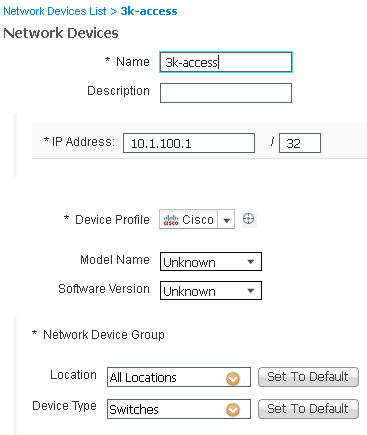 Network Devices List > 3k-access
Network Devices
* Name 3k-access
Description
* IP Address: 10.1.100.1 / 32
* Device Profile cisco Cisco
Model Name Unknown
Software Version Unknown
* Network Device Group
Location All Locations Set To Default
Device Type Switches Set To Default